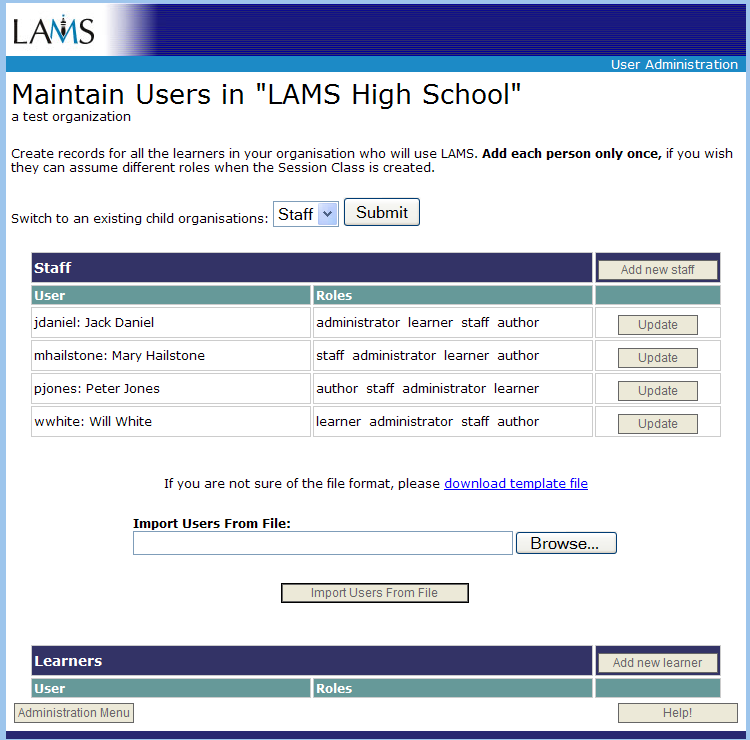 LAMS
User Administration
Maintain Users in "LAMS High School"
a test organization
Create records for all the learners in your organisation who will use LAMS. Add each person only once, if you wish
they can assume different roles when the Session Class is created.
Switch to an existing child organisations: Staff Submit
Staff Add new staff
User Roles
jdaniel: Jack Daniel administrator learner staff author Update
mhailstone: Mary Hailstone staff administrator learner author Update
pjones: Peter Jones author staff administrator learner Update
wwhite: Will White learner administrator staff author Update
If you are not sure of the file format, please download template file
Import Users From File:
Browse...
Import Users From File
Learners Add new learner
User Roles
Administration Menu Help!